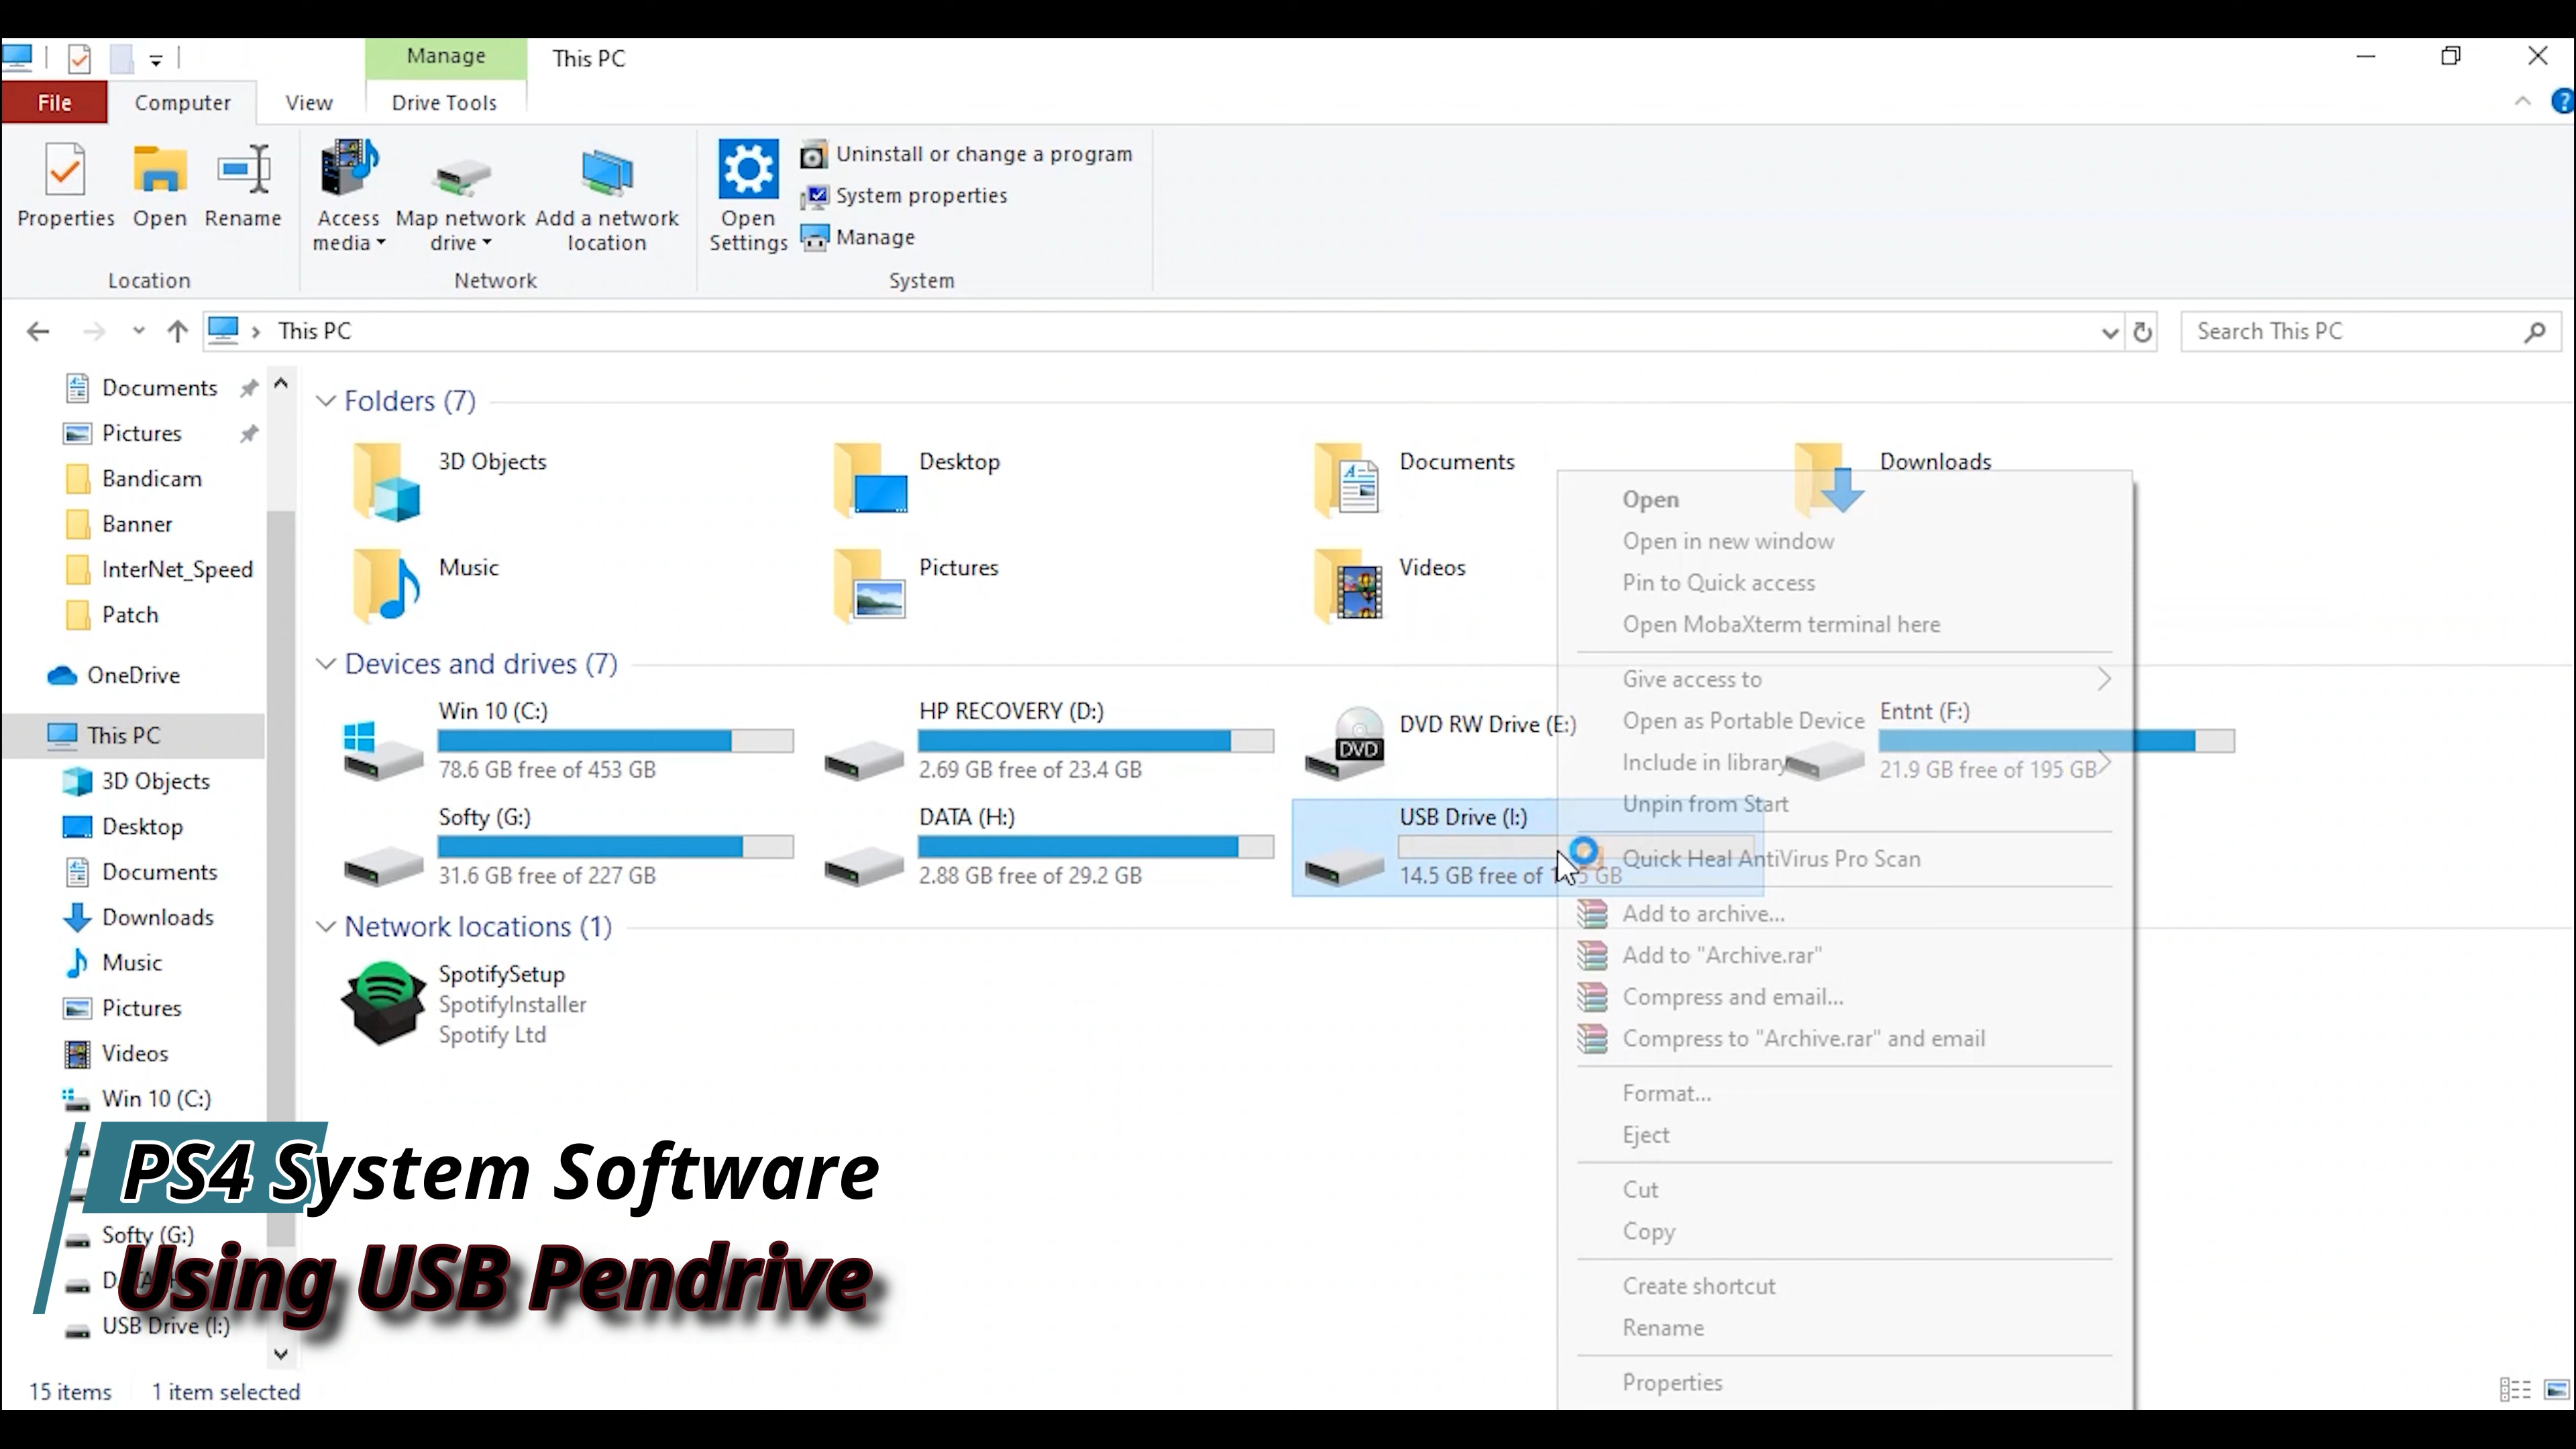 Manage
This PC
File
Computer
View
Drive Tools
Properties
Open
Rename
Access media
Map network drive
Add a network location
Open Settings
Uninstall or change a program
System properties
Manage
Location
Network
System
This PC
Search This PC
Documents
Pictures
Bandicam
Banner
InterNet_Speed
Patch
OneDrive
This PC
3D Objects
Desktop
Documents
Downloads
Music
Pictures
Videos
Win 10 (C:)
Softy (G:)
USB Drive (I:)
Folders (7)
3D Objects
Desktop
Documents
Downloads
Music
Pictures
Videos
Devices and drives (7)
Win 10 (C:)
78.6 GB free of 453 GB
HP RECOVERY (D:)
2.69 GB free of 23.4 GB
DVD RW Drive (E:)
DVD
Entnt (F:)
21.9 GB free of 195 GB
Softy (G:)
31.6 GB free of 227 GB
DATA (H:)
2.88 GB free of 29.2 GB
USB Drive (I:)
14.5 GB free of GB
Network locations (1)
SpotifySetup
SpotifyInstaller
Spotify Ltd
Open
Open in new window
Pin to Quick access
Open MobaXterm terminal here
Give access to
Open as Portable Device
Include in library
Unpin from Start
Quick Heal AntiVirus Pro Scan
Add to archive...
Add to "Archive.rar"
Compress and email...
Compress to "Archive.rar" and email
Format...
Eject
Cut
Copy
Create shortcut
Rename
Properties
PS4 System Software
Using USB Pendrive
15 items
1 item selected